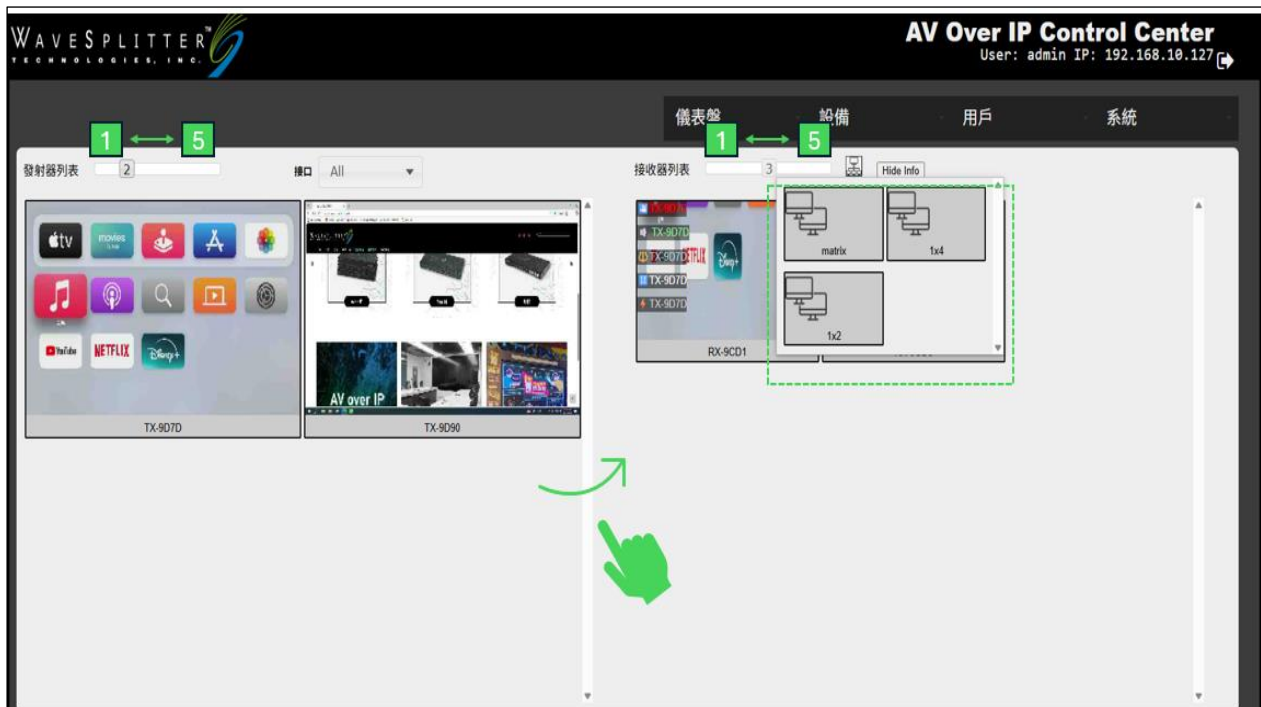 WAVESPLITTER™
TECHNOLOGIES, INC.
AV Over IP Control Center
User: admin IP: 192.168.10.127
儀表盤 設備 用戶 系統
1 5
1 5
發射器列表 2 接口 All
接收器列表 3 Hide Info
tv movies
YouTube NETFLIX Disney+
TX-9D7D
AV over IP
TX-9D90
TX-9D7D
TX-9D7D
TX-9D7D
TX-9D7D
RX-9CD1
matrix 1x4
1x2